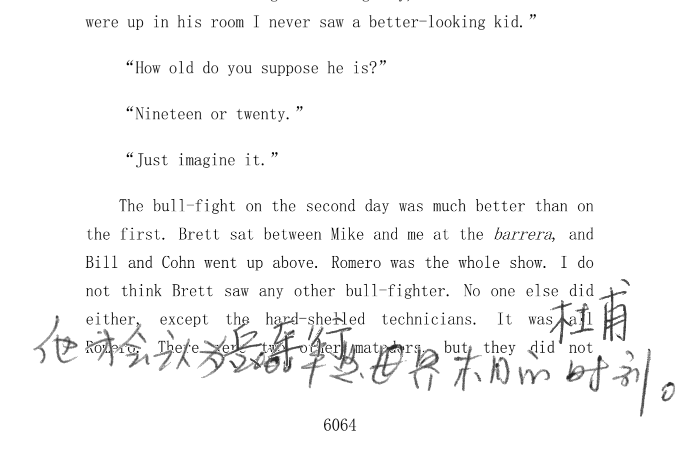 were up in his room I never saw a better-looking kid.”
“How old do you suppose he is?”
“Nineteen or twenty.”
“Just imagine it.”
The bull-fight on the second day was much better than on
the first. Brett sat between Mike and me at the barrera, and
Bill and Cohn went up above. Romero was the whole show. I do
not think Brett saw any other bull-fighter. No one else did
either, except the hard-shelled technicians. It was all
杜甫
Romero. There were two other matadors, but they did not
他才会认为 世界末日的时刻。
6064